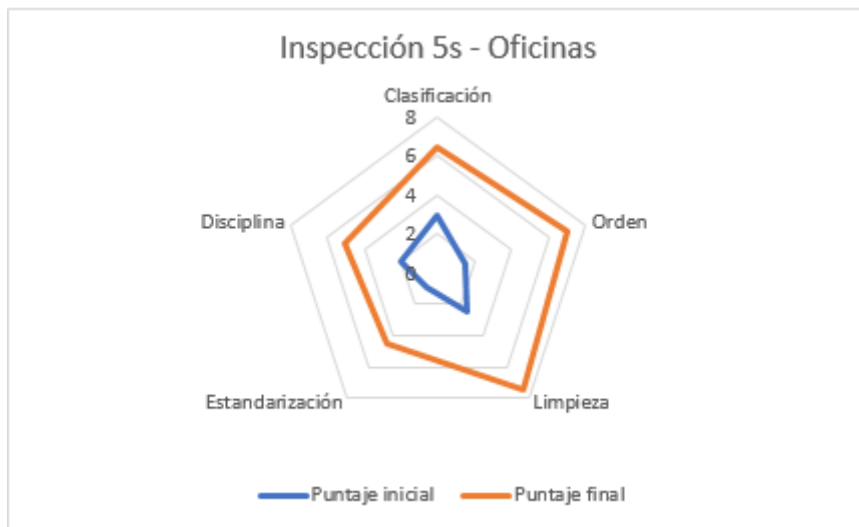 Inspección 5s - Oficinas
Clasificación
8
6
4
2
0
Disciplina
Orden
Estandarización
Limpieza
Puntaje inicial
Puntaje final